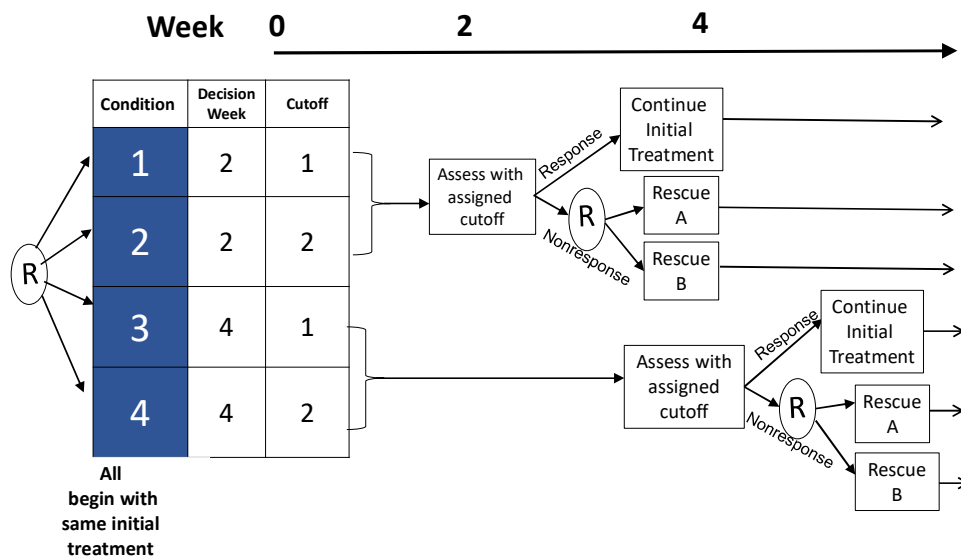 Week 0 2 4
Condition
Decision
Week
Cutoff
1 2 1
2 2 2
3 4 1
4 4 2
R
All
begin with
same initial
treatment
Assess with
assigned
cutoff
Response
Nonresponse
R
Continue
Initial
Treatment
Rescue
A
Rescue
B
Assess with
assigned
cutoff
Response
Nonresponse
R
Continue
Initial
Treatment
Rescue
A
Rescue
B